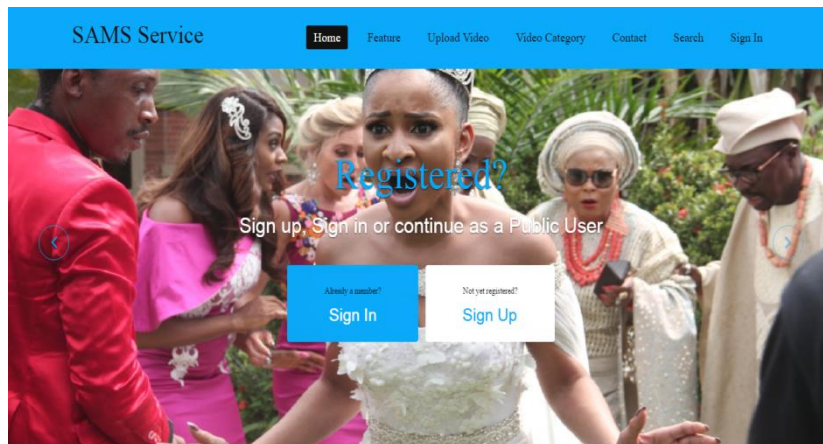 SAMS Service
Home Feature Upload Video Video Category Contact Search Sign In
Registered?
Sign up, Sign in or continue as a Public User
Already a member? Not yet registered?
Sign In Sign Up